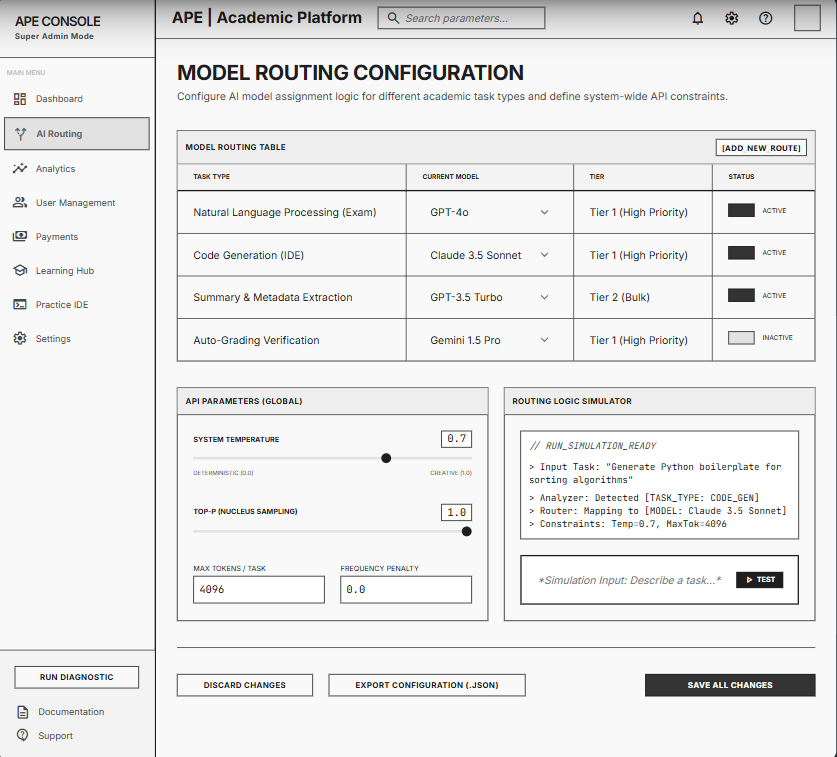 APE CONSOLE
Super Admin Mode
MAIN MENU
Dashboard
AI Routing
Analytics
User Management
Payments
Learning Hub
Practice IDE
Settings
RUN DIAGNOSTIC
Documentation
Support
APE | Academic Platform
Search parameters...
MODEL ROUTING CONFIGURATION
Configure AI model assignment logic for different academic task types and define system-wide API constraints.
MODEL ROUTING TABLE
[ADD_NEW_ROUTE]
TASK TYPE CURRENT MODEL TIER STATUS
Natural Language Processing (Exam) GPT-4o Tier 1 (High Priority) ACTIVE
Code Generation (IDE) Claude 3.5 Sonnet Tier 1 (High Priority) ACTIVE
Summary & Metadata Extraction GPT-3.5 Turbo Tier 2 (Bulk) ACTIVE
Auto-Grading Verification Gemini 1.5 Pro Tier 1 (High Priority) INACTIVE
API PARAMETERS (GLOBAL)
SYSTEM TEMPERATURE 0.7
DETERMINISTIC (0.0) CREATIVE (1.0)
TOP-P (NUCLEUS SAMPLING) 1.0
MAX TOKENS / TASK FREQUENCY PENALTY
4096 0.0
ROUTING LOGIC SIMULATOR
// RUN_SIMULATION_READY
> Input Task: "Generate Python boilerplate for
sorting algorithms"
> Analyzer: Detected [TASK_TYPE: CODE_GEN]
> Router: Mapping to [MODEL: Claude 3.5 Sonnet]
> Constraints: Temp=0.7, MaxTok=4096
*Simulation Input: Describe a task...* TEST
DISCARD CHANGES
EXPORT CONFIGURATION (.JSON)
SAVE ALL CHANGES